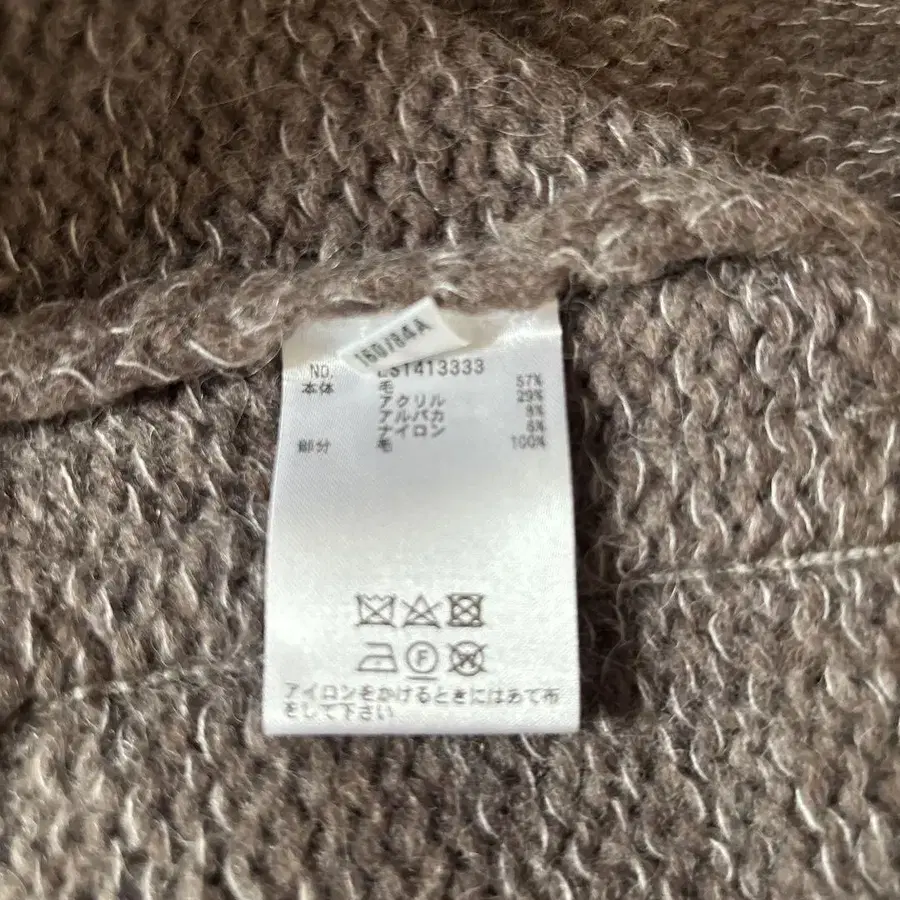 160/84A
NO.
本体 毛 57%
アクリル 29%
アルパカ 8%
ナイロン 6%
部分 毛 100%
F
アイロンをかけるときにはあて布
をして下さい